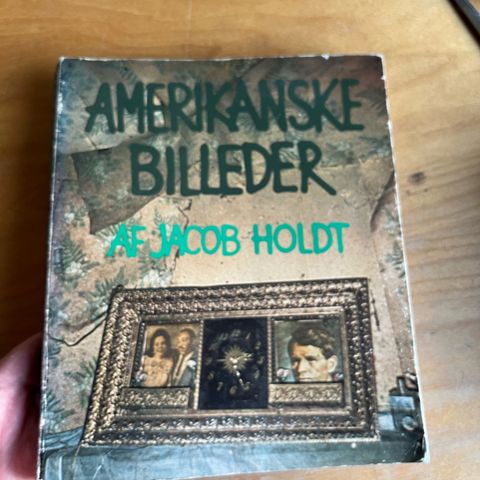 AMERIKANSKE
BILLEDER
AF JACOB HOLDT